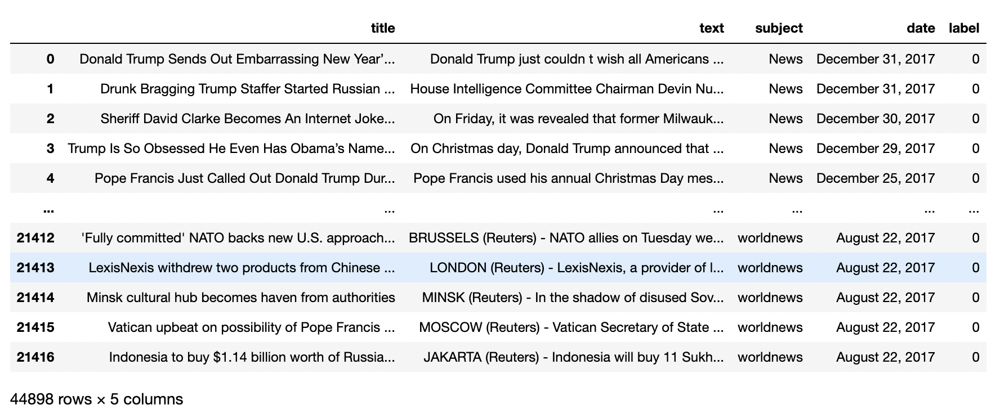 title text subject date label
0 Donald Trump Sends Out Embarrassing New Year’... Donald Trump just couldn t wish all Americans ... News December 31, 2017 0
1 Drunk Bragging Trump Staffer Started Russian ... House Intelligence Committee Chairman Devin Nu... News December 31, 2017 0
2 Sheriff David Clarke Becomes An Internet Joke... On Friday, it was revealed that former Milwauk... News December 30, 2017 0
3 Trump Is So Obsessed He Even Has Obama’s Name... On Christmas day, Donald Trump announced that ... News December 29, 2017 0
4 Pope Francis Just Called Out Donald Trump Dur... Pope Francis used his annual Christmas Day mes... News December 25, 2017 0
... ... ... ... ... ...
21412 'Fully committed' NATO backs new U.S. approach... BRUSSELS (Reuters) - NATO allies on Tuesday we... worldnews August 22, 2017 0
21413 LexisNexis withdrew two products from Chinese ... LONDON (Reuters) - LexisNexis, a provider of l... worldnews August 22, 2017 0
21414 Minsk cultural hub becomes haven from authorities MINSK (Reuters) - In the shadow of disused Sov... worldnews August 22, 2017 0
21415 Vatican upbeat on possibility of Pope Francis ... MOSCOW (Reuters) - Vatican Secretary of State ... worldnews August 22, 2017 0
21416 Indonesia to buy $1.14 billion worth of Russia... JAKARTA (Reuters) - Indonesia will buy 11 Sukh... worldnews August 22, 2017 0
44898 rows × 5 columns